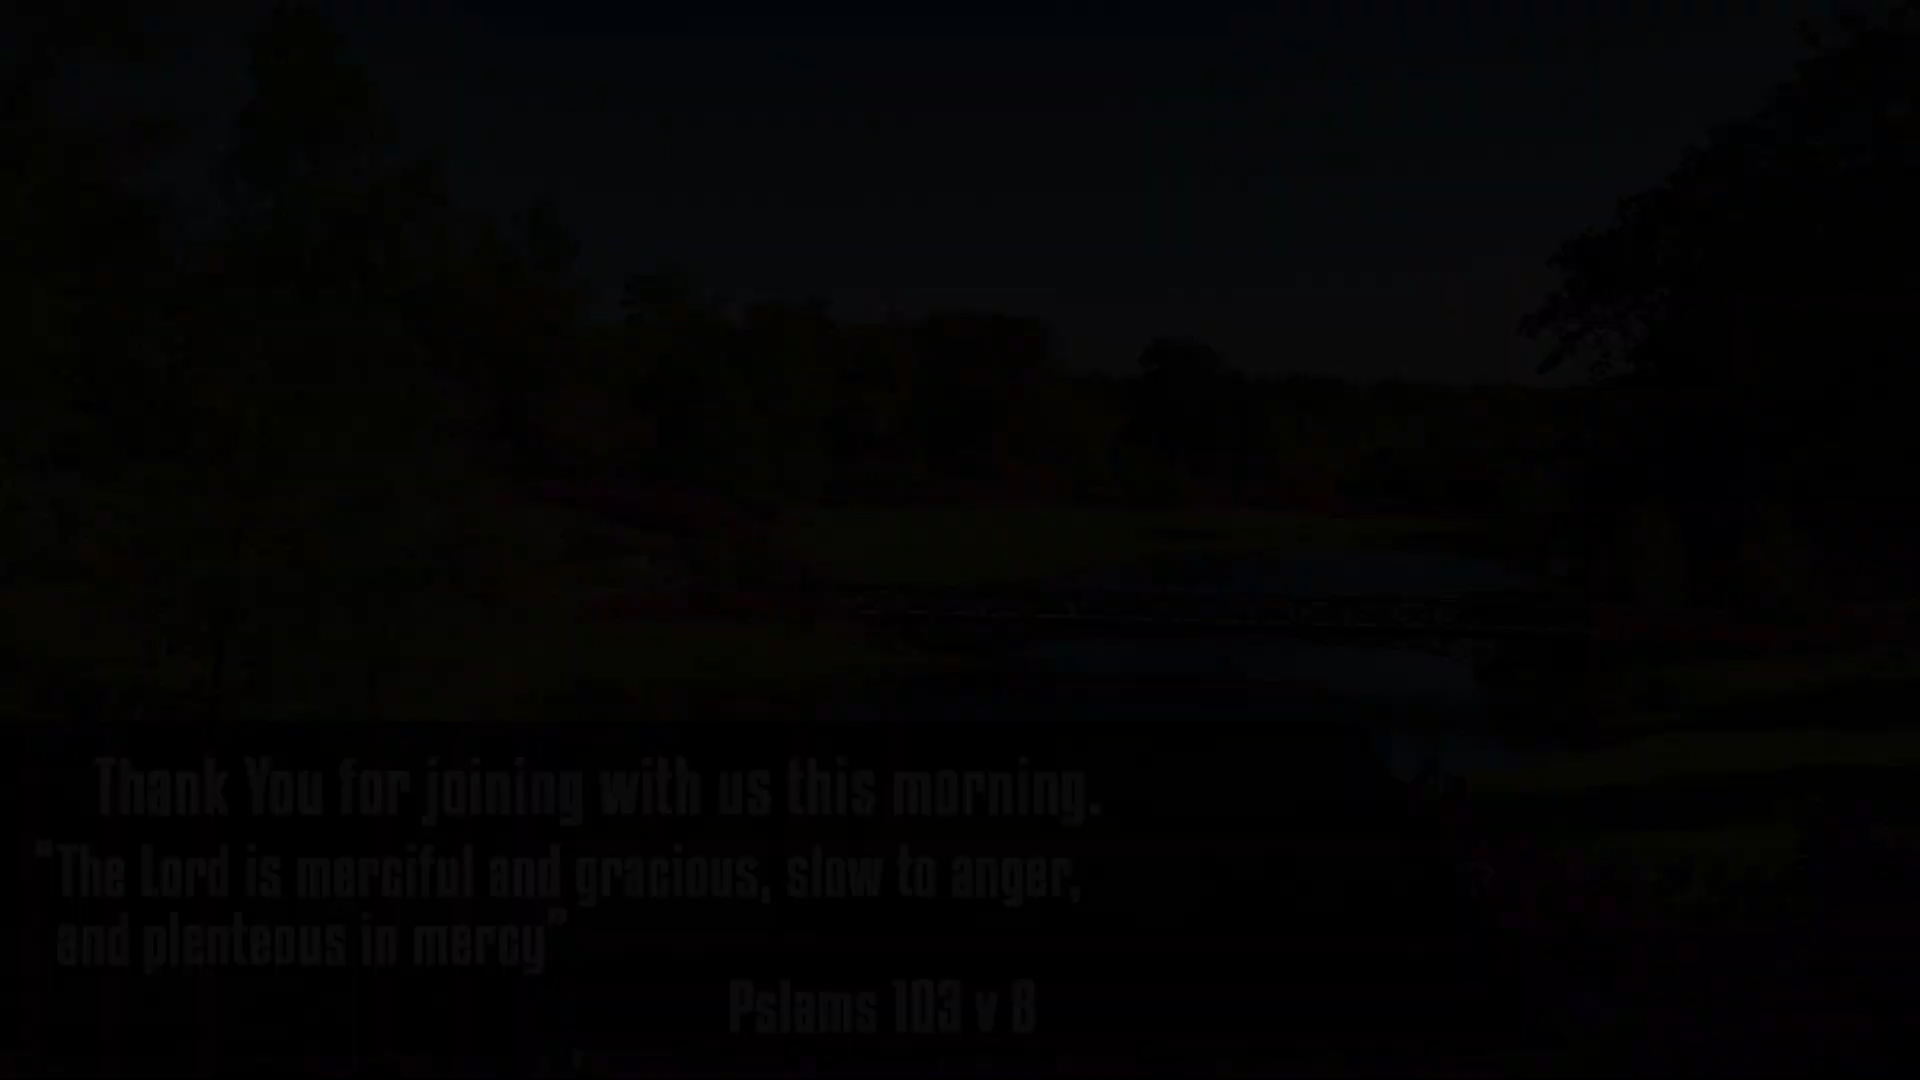 Thank You for joining with us this morning.
"The Lord is merciful and gracious, slow to anger,
and plenteous in mercy"
Pslams 103 v 8